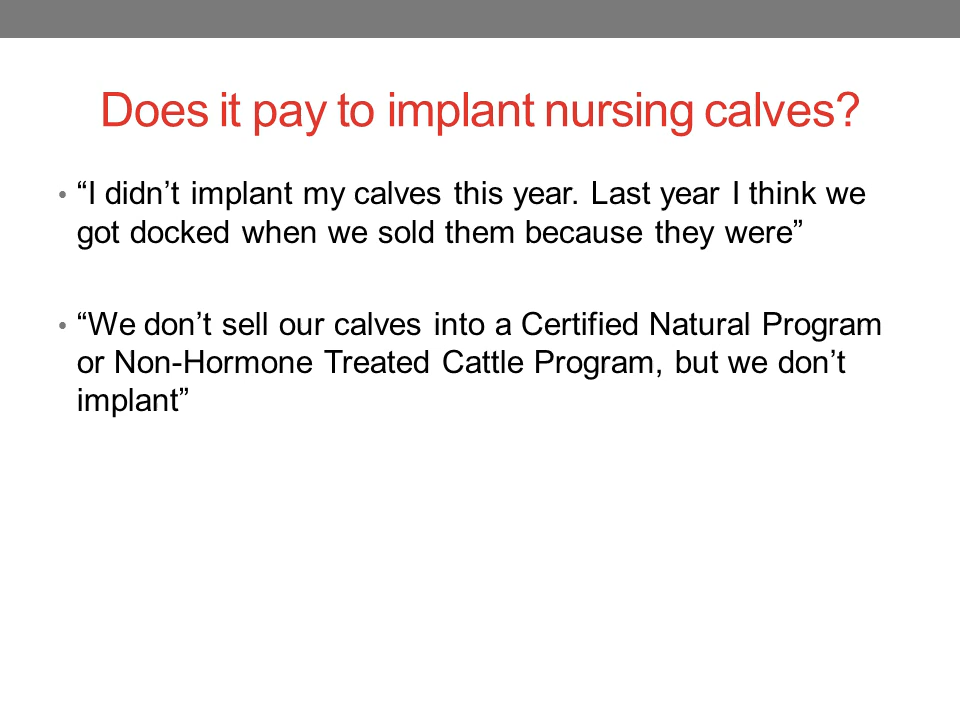 Does it pay to implant nursing calves?
• “I didn’t implant my calves this year. Last year I think we
got docked when we sold them because they were”
• “We don’t sell our calves into a Certified Natural Program
or Non-Hormone Treated Cattle Program, but we don’t
implant”